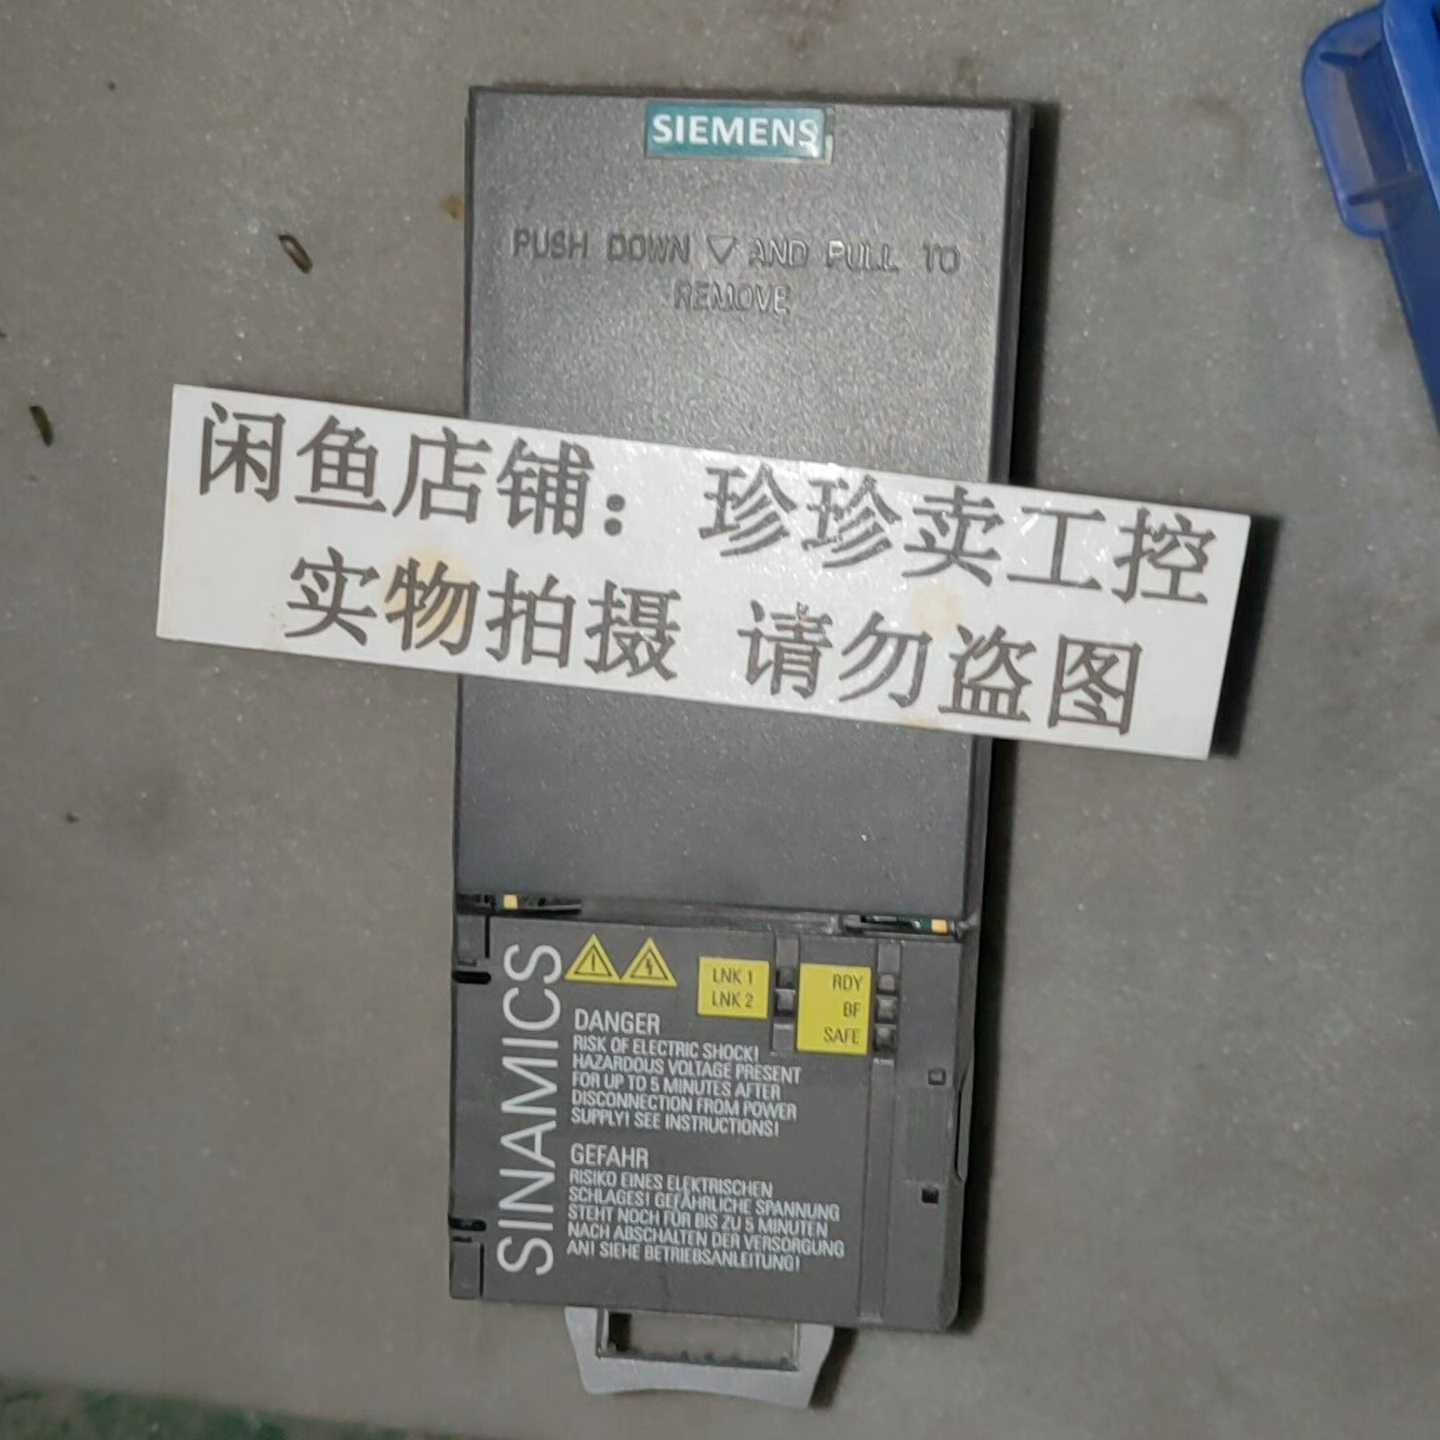 SIEMENS
PUSH DOWN ▽ AND PULL TO
REMOVE
闲鱼店铺：珍珍卖工控
实物拍摄 请勿盗图
SINAMICS
LNK 1
LNK 2
RDY
BF
SAFE
DANGER
RISK OF ELECTRIC SHOCK!
HAZARDOUS VOLTAGE PRESENT
FOR UP TO 5 MINUTES AFTER
DISCONNECTION FROM POWER
SUPPLY! SEE INSTRUCTIONS!
GEFAHR
RISIKO EINES ELEKTRISCHEN
SCHLAGES! GEFÄHRLICHE SPANNUNG
STEHT NOCH FÜR BIS ZU 5 MINUTEN
NACH ABSCHALTEN DER VERSORGUNG
AN! SIEHE BETRIEBSANLEITUNG!